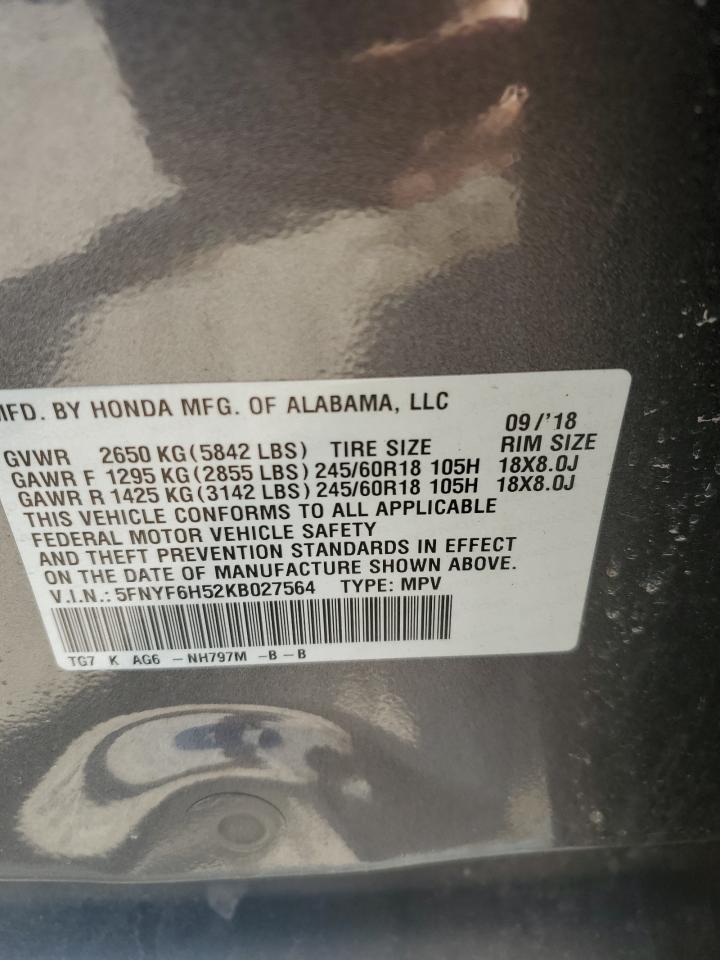 MFD. BY HONDA MFG. OF ALABAMA, LLC
09/'18
GVWR 2650 KG(5842 LBS) TIRE SIZE RIM SIZE
GAWR F 1295 KG(2855 LBS) 245/60R18 105H 18X8.0J
GAWR R 1425 KG(3142 LBS) 245/60R18 105H 18X8.0J
THIS VEHICLE CONFORMS TO ALL APPLICABLE
FEDERAL MOTOR VEHICLE SAFETY
AND THEFT PREVENTION STANDARDS IN EFFECT
ON THE DATE OF MANUFACTURE SHOWN ABOVE.
V.I.N.: 5FNYF6H52KB027564 TYPE: MPV
TG7 K AG6 -NH797M -B-B